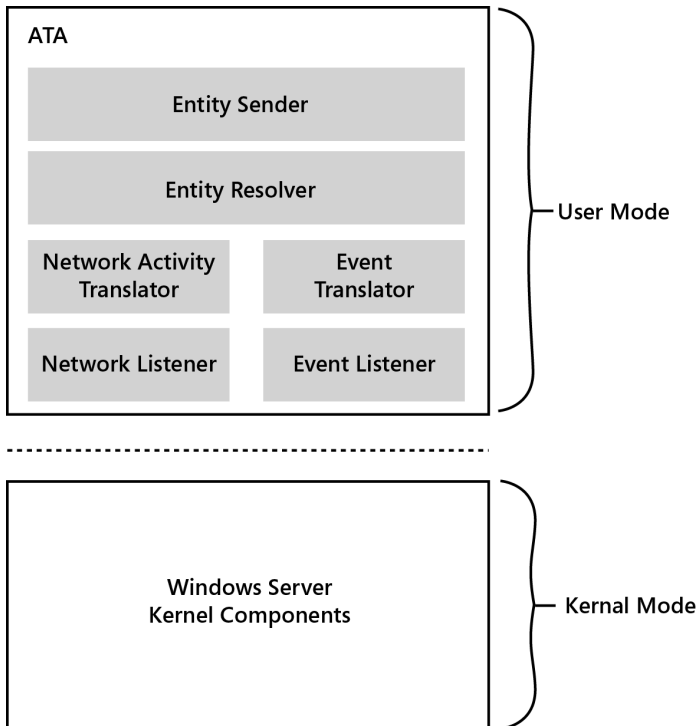 ATA
Entity Sender
Entity Resolver
Network Activity
Translator
Event
Translator
Network Listener
Event Listener
User Mode
Windows Server
Kernel Components
Kernal Mode